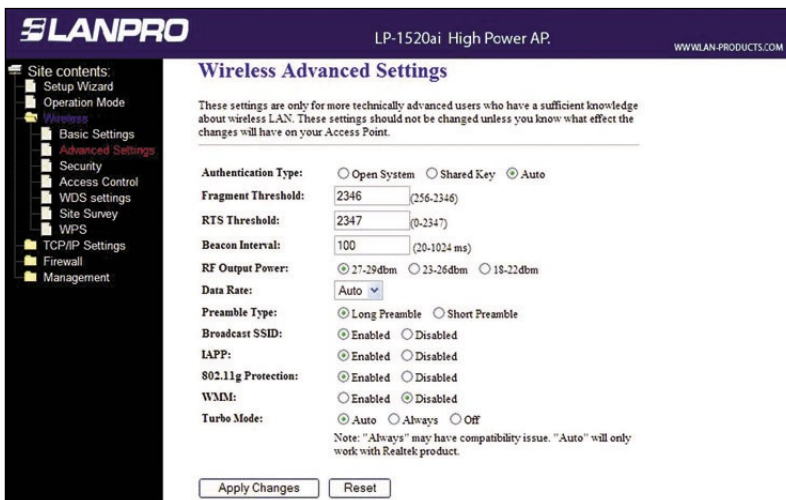 LANPRO
LP-1520ai High Power AP.
WWW.LAN-PRODUCTS.COM
Site contents:
Setup Wizard
Operation Mode
Wireless
Basic Settings
Advanced Settings
Security
Access Control
WDS settings
Site Survey
WPS
TCP/IP Settings
Firewall
Management
Wireless Advanced Settings
These settings are only for more technically advanced users who have a sufficient knowledge
about wireless LAN. These settings should not be changed unless you know what effect the
changes will have on your Access Point.
Authentication Type: Open System Shared Key Auto
Fragment Threshold: 2346 (256-2346)
RTS Threshold: 2347 (0-2347)
Beacon Interval: 100 (20-1024 ms)
RF Output Power: 27-29dbm 23-26dbm 18-22dbm
Data Rate: Auto
Preamble Type: Long Preamble Short Preamble
Broadcast SSID: Enabled Disabled
IAPP: Enabled Disabled
802.11g Protection: Enabled Disabled
WMM: Enabled Disabled
Turbo Mode: Auto Always Off
Note: "Always" may have compatibility issue. "Auto" will only
work with Realtek product.
Apply Changes Reset